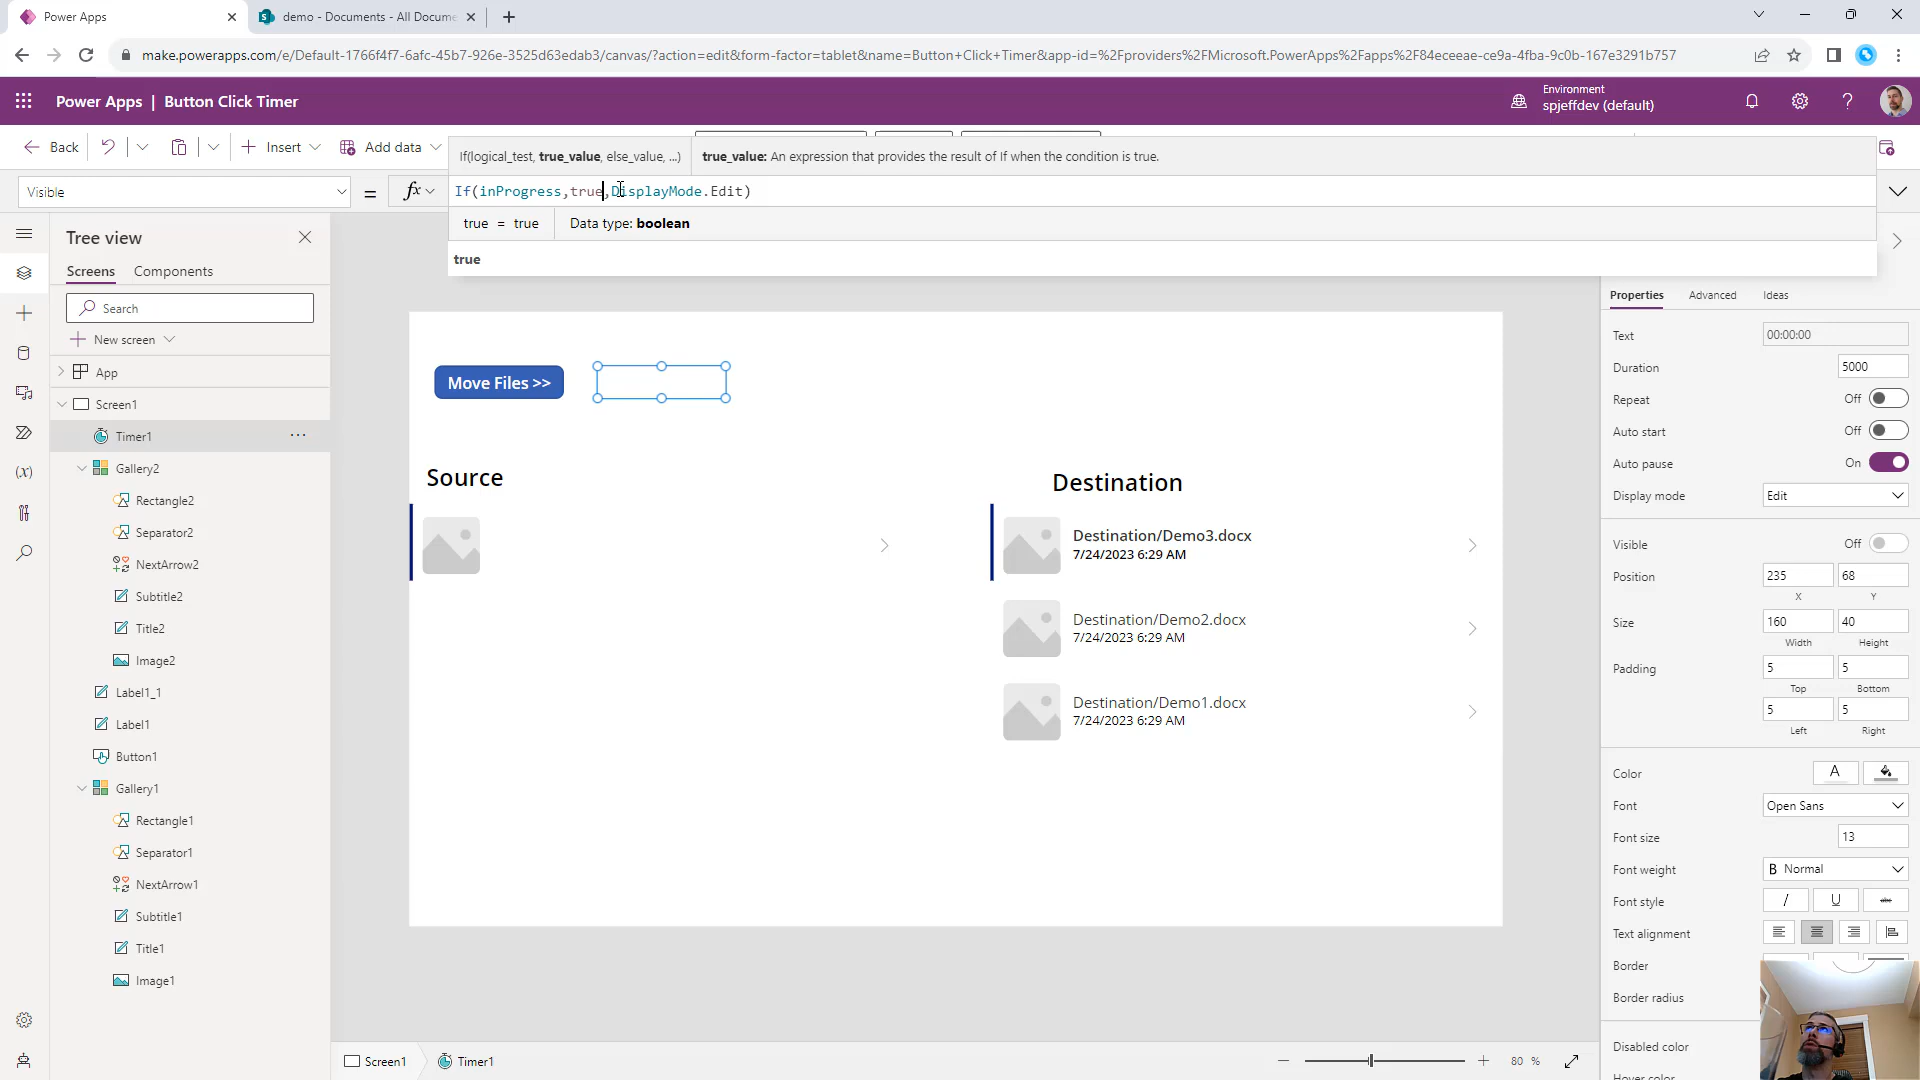 Power Apps
demo - Documents - All Docume
make.powerapps.com/e/Default-1766f4f7-6afc-45b7-926e-3525d63edab3/canvas/?action=edit&form-factor=tablet&name=Button+Click+Timer&app-id=%2Fproviders%2FMicrosoft.PowerApps%2Fapps%2F84eceeae-ce9a-4fba-9c0b-167e3291b757
Power Apps | Button Click Timer
Environment
spjeffdev (default)
Back
Insert
Add data
If(logical_test, true_value, else_value, ...)
true_value: An expression that provides the result of If when the condition is true.
Visible
=
fx
If(inProgress,true,DisplayMode.Edit)
true = true
Data type: boolean
true
Tree view
Screens
Components
Search
New screen
App
Screen1
Timer1
Gallery2
Rectangle2
Separator2
NextArrow2
Subtitle2
Title2
Image2
Label1_1
Label1
Button1
Gallery1
Rectangle1
Separator1
NextArrow1
Subtitle1
Title1
Image1
Move Files >>
Source
Destination
Destination/Demo3.docx
7/24/2023 6:29 AM
Destination/Demo2.docx
7/24/2023 6:29 AM
Destination/Demo1.docx
7/24/2023 6:29 AM
Properties
Advanced
Ideas
Text
00:00:00
Duration
5000
Repeat
Off
Auto start
Off
Auto pause
On
Display mode
Edit
Visible
Off
Position
235
68
X
Y
Size
160
40
Width
Height
Padding
5
5
Top
Bottom
5
5
Left
Right
Color
A
Font
Open Sans
Font size
13
Font weight
B Normal
Font style
/
U
abc
Text alignment
Border
Border radius
Disabled color
Hover color
Screen1
Timer1
80 %